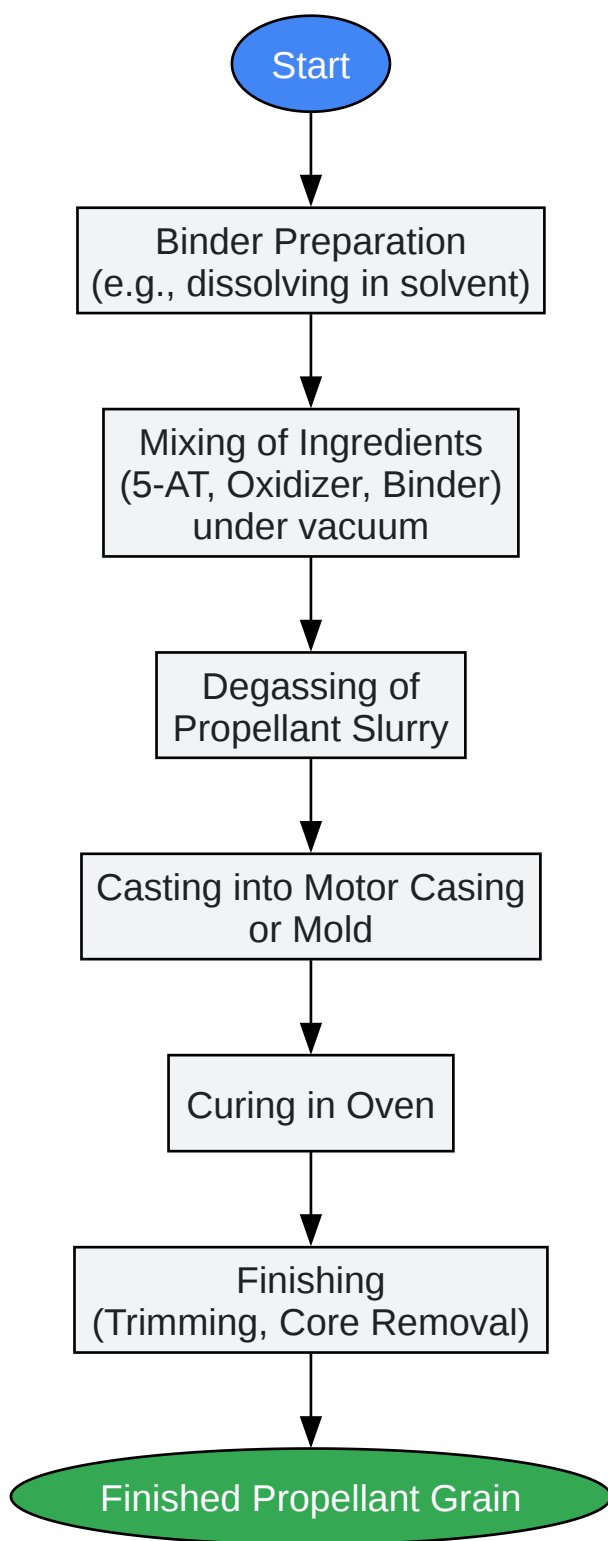 Start
Binder Preparation
(e.g., dissolving in solvent)
Mixing of Ingredients
(5-AT, Oxidizer, Binder)
under vacuum
Degassing of
Propellant Slurry
Casting into Motor Casing
or Mold
Curing in Oven
Finishing
(Trimming, Core Removal)
Finished Propellant Grain